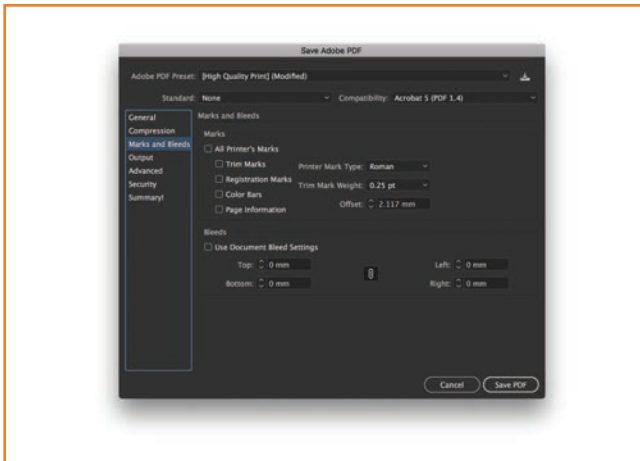 Save Adobe PDF
Adobe PDF Preset: [High Quality Print] (Modified)
Standard: None Compatibility: Acrobat 5 (PDF 1.4)
General
Compression
Marks and Bleeds
Output
Advanced
Security
Summary!
Marks and Bleeds
Marks
All Printer's Marks
Trim Marks Printer Mark Type: Roman
Registration Marks Trim Mark Weight: 0.25 pt
Color Bars Offset: 2.117 mm
Page Information
Bleeds
Use Document Bleed Settings
Top: 0 mm Left: 0 mm
Bottom: 0 mm Right: 0 mm
Cancel Save PDF